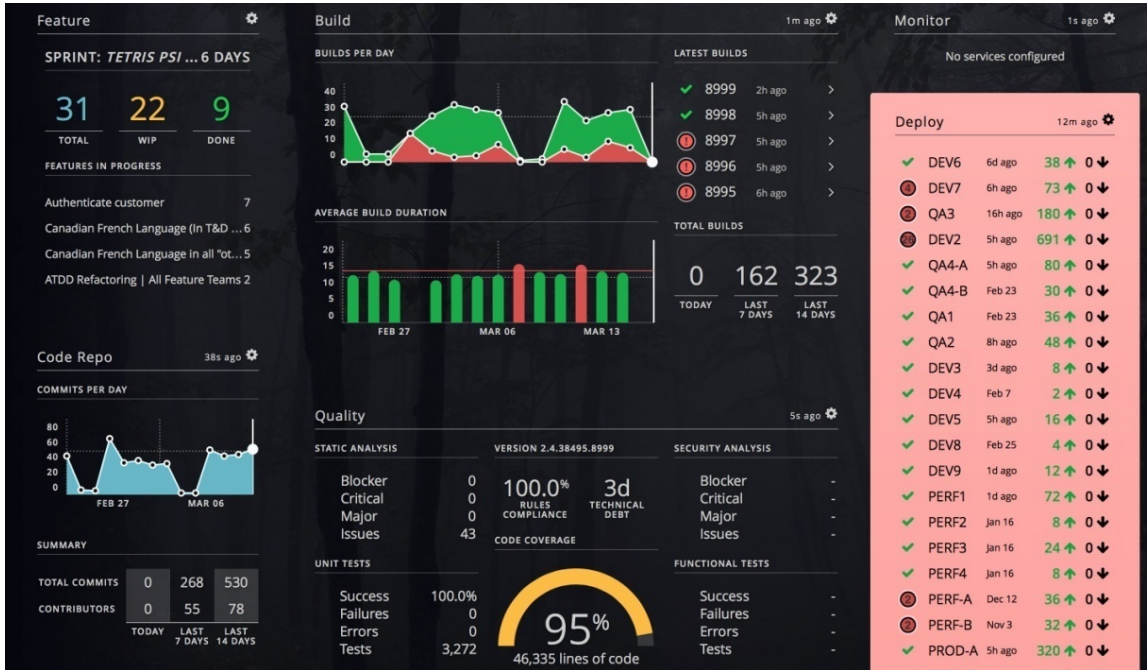 Feature
SPRINT: TETRIS PSI ... 6 DAYS
31 22 9
TOTAL WIP DONE
FEATURES IN PROGRESS
Authenticate customer 7
Canadian French Language (In T&D ... 6
Canadian French Language in all "ot... 5
ATDD Refactoring | All Feature Teams 2
Code Repo 38s ago
COMMITS PER DAY
80
60
40
20
0
FEB 27 MAR 06
SUMMARY
TOTAL COMMITS 0 268 530
CONTRIBUTORS 0 55 78
TODAY LAST 7 DAYS LAST 14 DAYS
Build 1m ago
BUILDS PER DAY
40
30
20
10
0
AVERAGE BUILD DURATION
20
15
10
5
0
FEB 27 MAR 06 MAR 13
LATEST BUILDS
8999 2h ago
8998 5h ago
8997 5h ago
8996 5h ago
8995 6h ago
TOTAL BUILDS
0 162 323
TODAY LAST 7 DAYS LAST 14 DAYS
Quality 5s ago
STATIC ANALYSIS
Blocker 0
Critical 0
Major 0
Issues 43
UNIT TESTS
Success 100.0%
Failures 0
Errors 0
Tests 3,272
VERSION 2.4.38495.8999
100.0% 3d
RULES COMPLIANCE TECHNICAL DEBT
CODE COVERAGE
95%
46,335 lines of code
SECURITY ANALYSIS
Blocker -
Critical -
Major -
Issues -
FUNCTIONAL TESTS
Success -
Failures -
Errors -
Tests -
Monitor 1s ago
No services configured
Deploy 12m ago
DEV6 6d ago 38 0
4 DEV7 6h ago 73 0
2 QA3 16h ago 180 0
DEV2 5h ago 691 0
QA4-A 5h ago 80 0
QA4-B Feb 23 30 0
QA1 Feb 23 36 0
QA2 8h ago 48 0
DEV3 3d ago 8 0
DEV4 Feb 7 2 0
DEV5 5h ago 16 0
DEV8 Feb 25 4 0
DEV9 1d ago 12 0
PERF1 1d ago 72 0
PERF2 Jan 16 8 0
PERF3 Jan 16 24 0
PERF4 Jan 16 8 0
2 PERF-A Dec 12 36 0
2 PERF-B Nov 3 32 0
PROD-A 5h ago 320 0